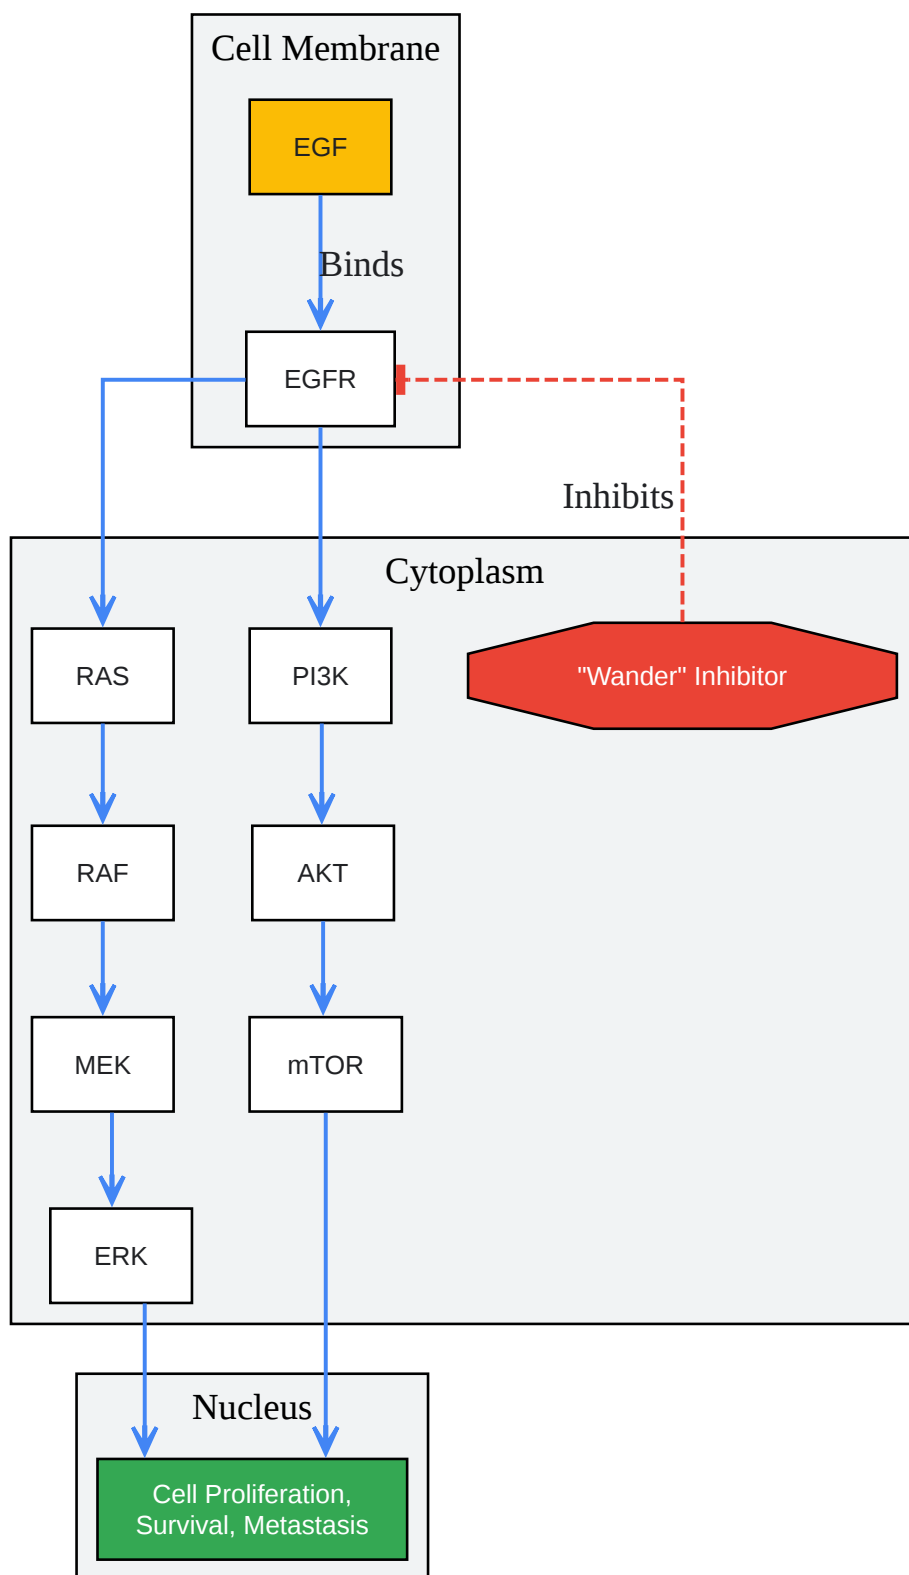 Cell Membrane
EGF
Binds
EGFR
Inhibits
Cytoplasm
RAS
PI3K
"Wander" Inhibitor
RAF
AKT
MEK
mTOR
ERK
Nucleus
Cell Proliferation,
Survival, Metastasis